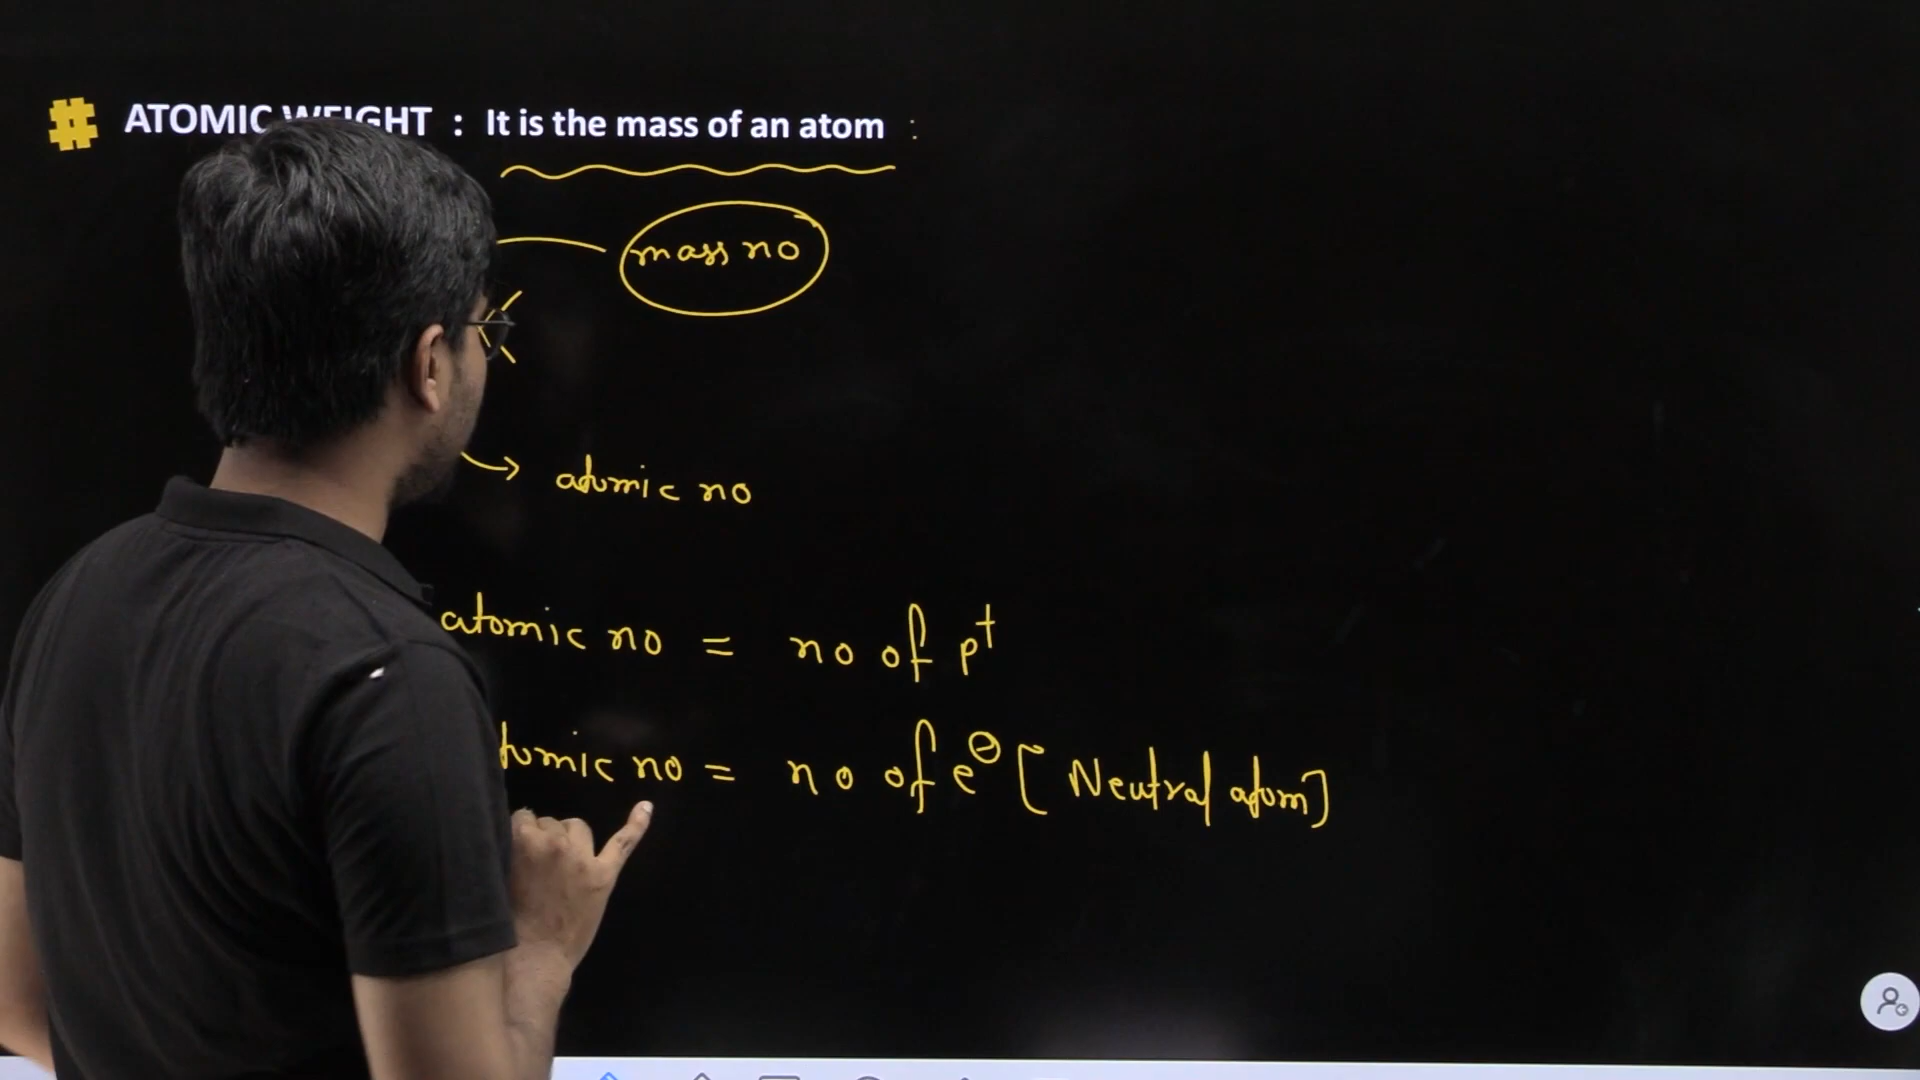 # ATOMIC WEIGHT : It is the mass of an atom :
mass no
atomic no
atomic no = no of p+
tomic no = no of e⊖ [Neutral atom]